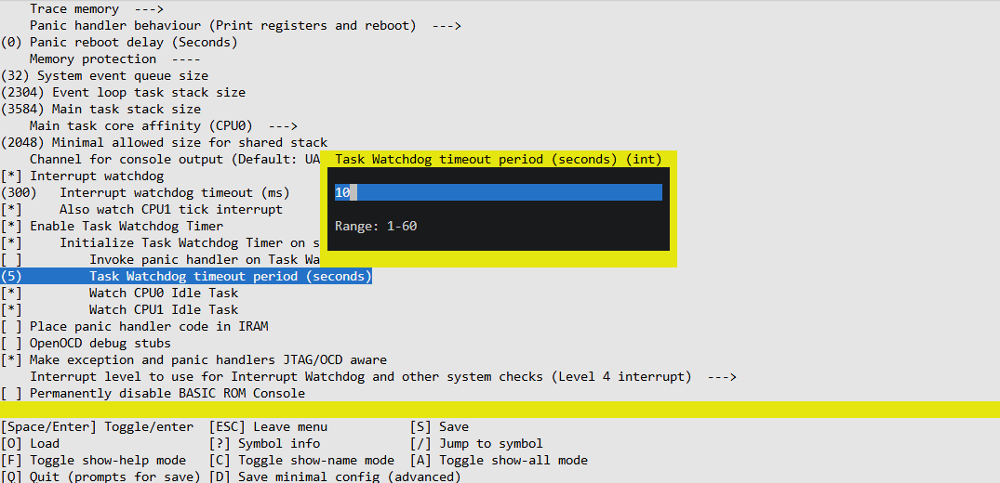 Trace memory  --->
Panic handler behaviour (Print registers and reboot)  --->
(0) Panic reboot delay (Seconds)
Memory protection  ----
(32) System event queue size
(2304) Event loop task stack size
(3584) Main task stack size
Main task core affinity (CPU0)  --->
(2048) Minimal allowed size for shared stack
Channel for console output (Default: UA
Task Watchdog timeout period (seconds) (int)
[*] Interrupt watchdog
10
(300)   Interrupt watchdog timeout (ms)
[*]     Also watch CPU1 tick interrupt
[*] Enable Task Watchdog Timer
Range: 1-60
[*]     Initialize Task Watchdog Timer on s
[ ]         Invoke panic handler on Task Wa
(5)         Task Watchdog timeout period (seconds)
[*]         Watch CPU0 Idle Task
[*]         Watch CPU1 Idle Task
[ ] Place panic handler code in IRAM
[ ] OpenOCD debug stubs
[*] Make exception and panic handlers JTAG/OCD aware
Interrupt level to use for Interrupt Watchdog and other system checks (Level 4 interrupt)  --->
[ ] Permanently disable BASIC ROM Console
[Space/Enter] Toggle/enter  [ESC] Leave menu           [S] Save
[O] Load                    [?] Symbol info            [/] Jump to symbol
[F] Toggle show-help mode   [C] Toggle show-name mode  [A] Toggle show-all mode
[Q] Quit (prompts for save) [D] Save minimal config (advanced)